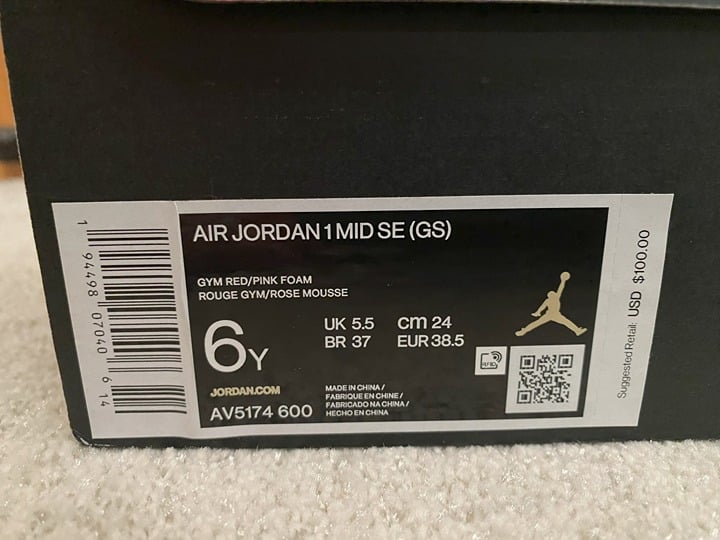 AIR JORDAN 1 MID SE (GS)
GYM RED/PINK FOAM
ROUGE GYM/ROSE MOUSSE
6Y
UK 5.5 cm 24
BR 37 EUR 38.5
JORDAN.COM
AV5174 600
MADE IN CHINA /
FABRIQUE EN CHINE /
FABRICADO NA CHINA /
HECHO EN CHINA
RFID
1 94498 07040 6 14
Suggested Retail: USD $100.00